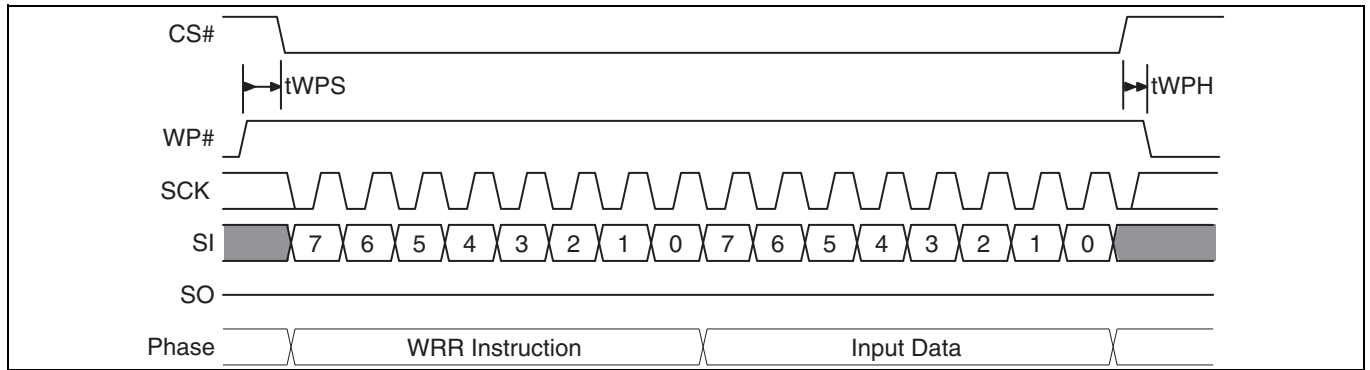 CS#
tWPS
tWPH
WP#
SCK
SI 7 6 5 4 3 2 1 0 7 6 5 4 3 2 1 0
SO
Phase WRR Instruction Input Data